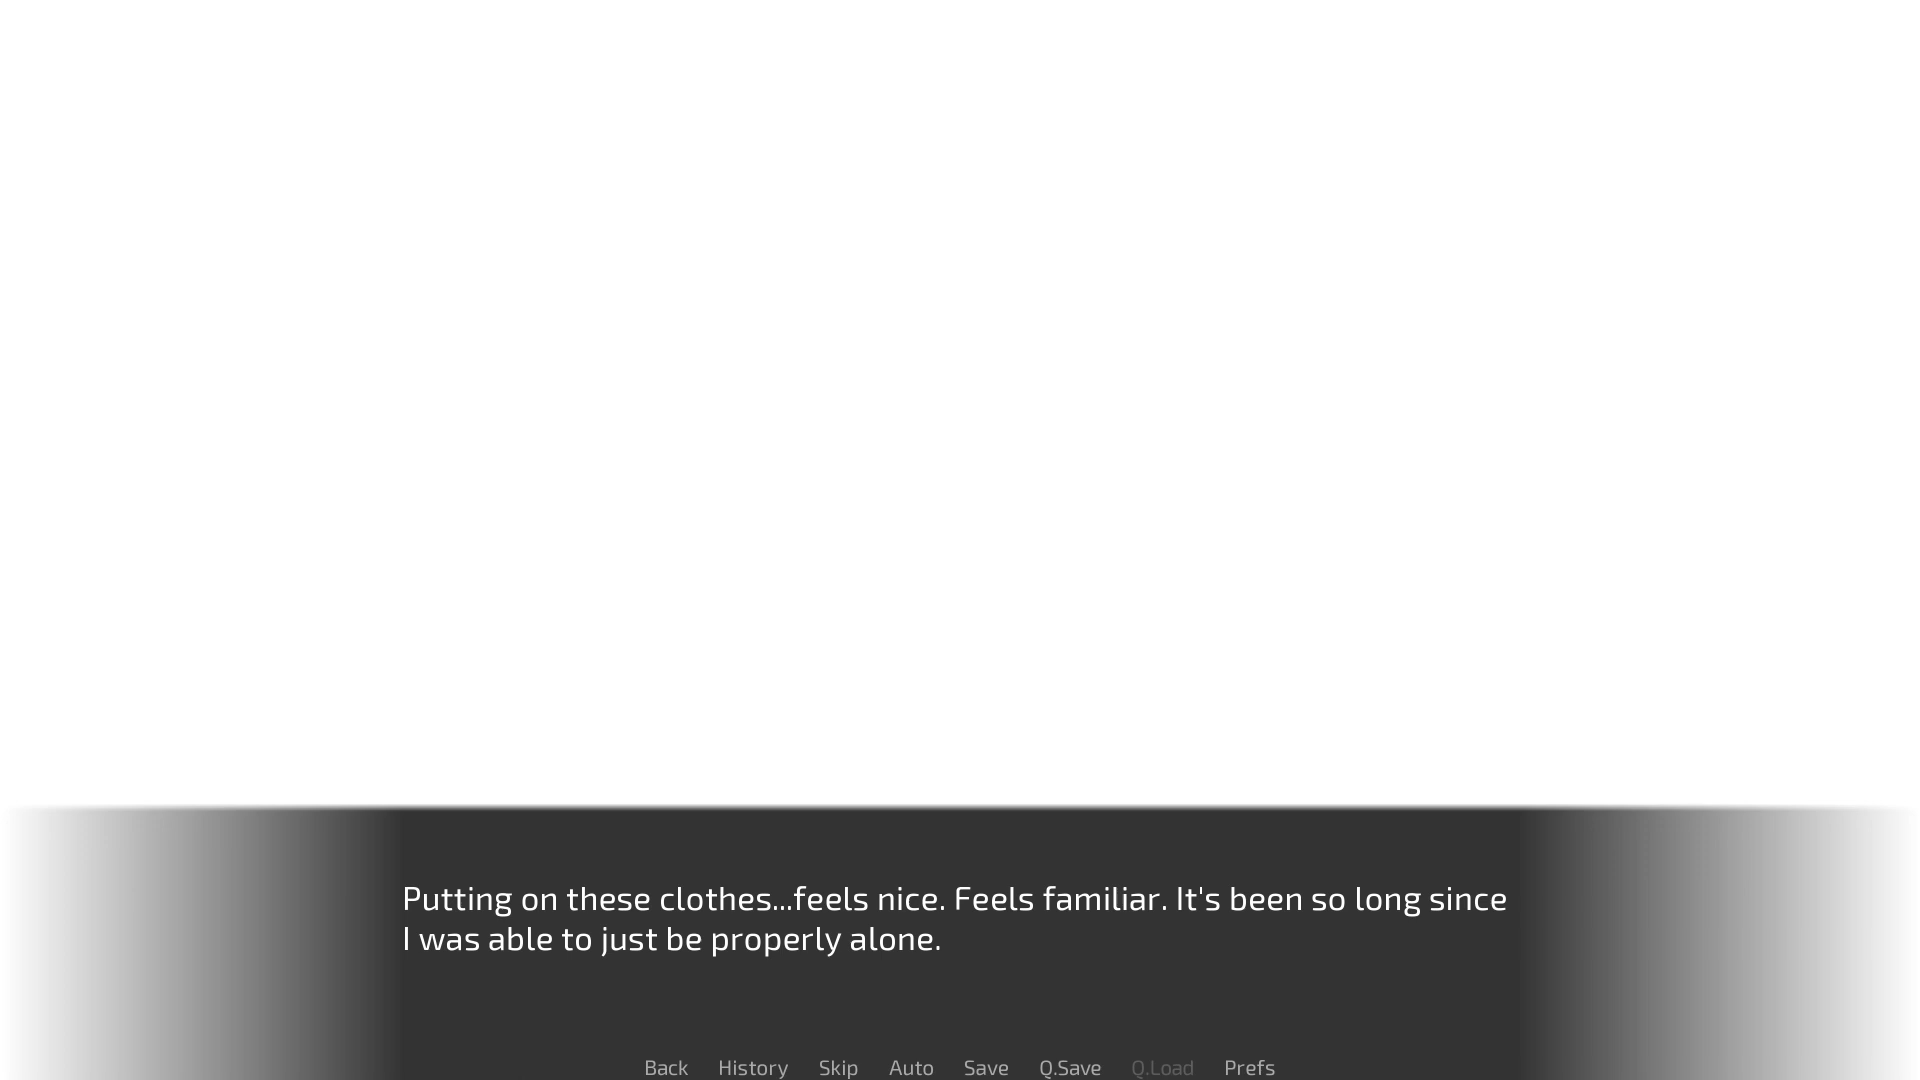 Putting on these clothes...feels nice. Feels familiar. It's been so long since
I was able to just be properly alone.
Back History Skip Auto Save Q.Save Q.Load Prefs